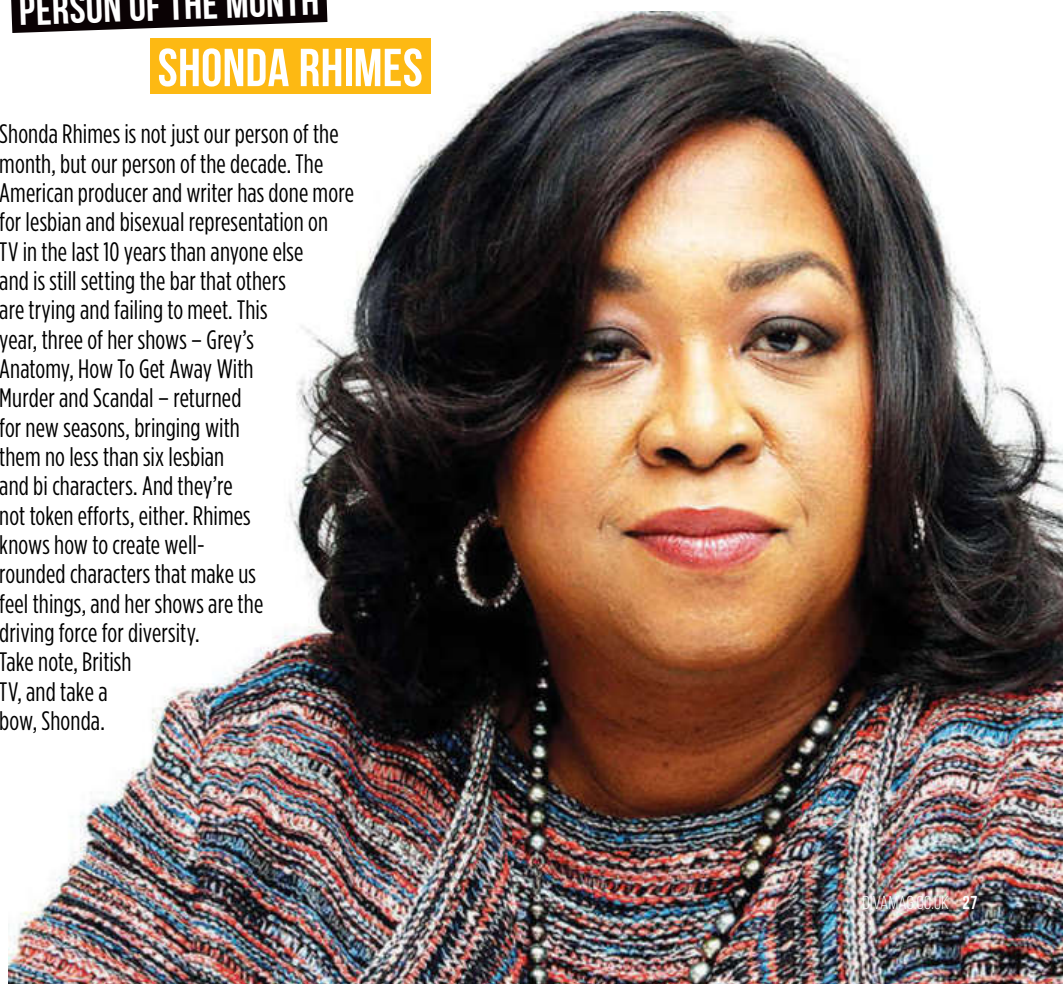 PERSON OF THE MONTH
SHONDA RHIMES
Shonda Rhimes is not just our person of the
month, but our person of the decade. The
American producer and writer has done more
for lesbian and bisexual representation on
TV in the last 10 years than anyone else
and is still setting the bar that others
are trying and failing to meet. This
year, three of her shows – Grey's
Anatomy, How To Get Away With
Murder and Scandal – returned
for new seasons, bringing with
them no less than six lesbian
and bi characters. And they're
not token efforts, either. Rhimes
knows how to create well-
rounded characters that make us
feel things, and her shows are the
driving force for diversity.
Take note, British
TV, and take a
bow, Shonda.
DIVAMAG.CO.UK 27